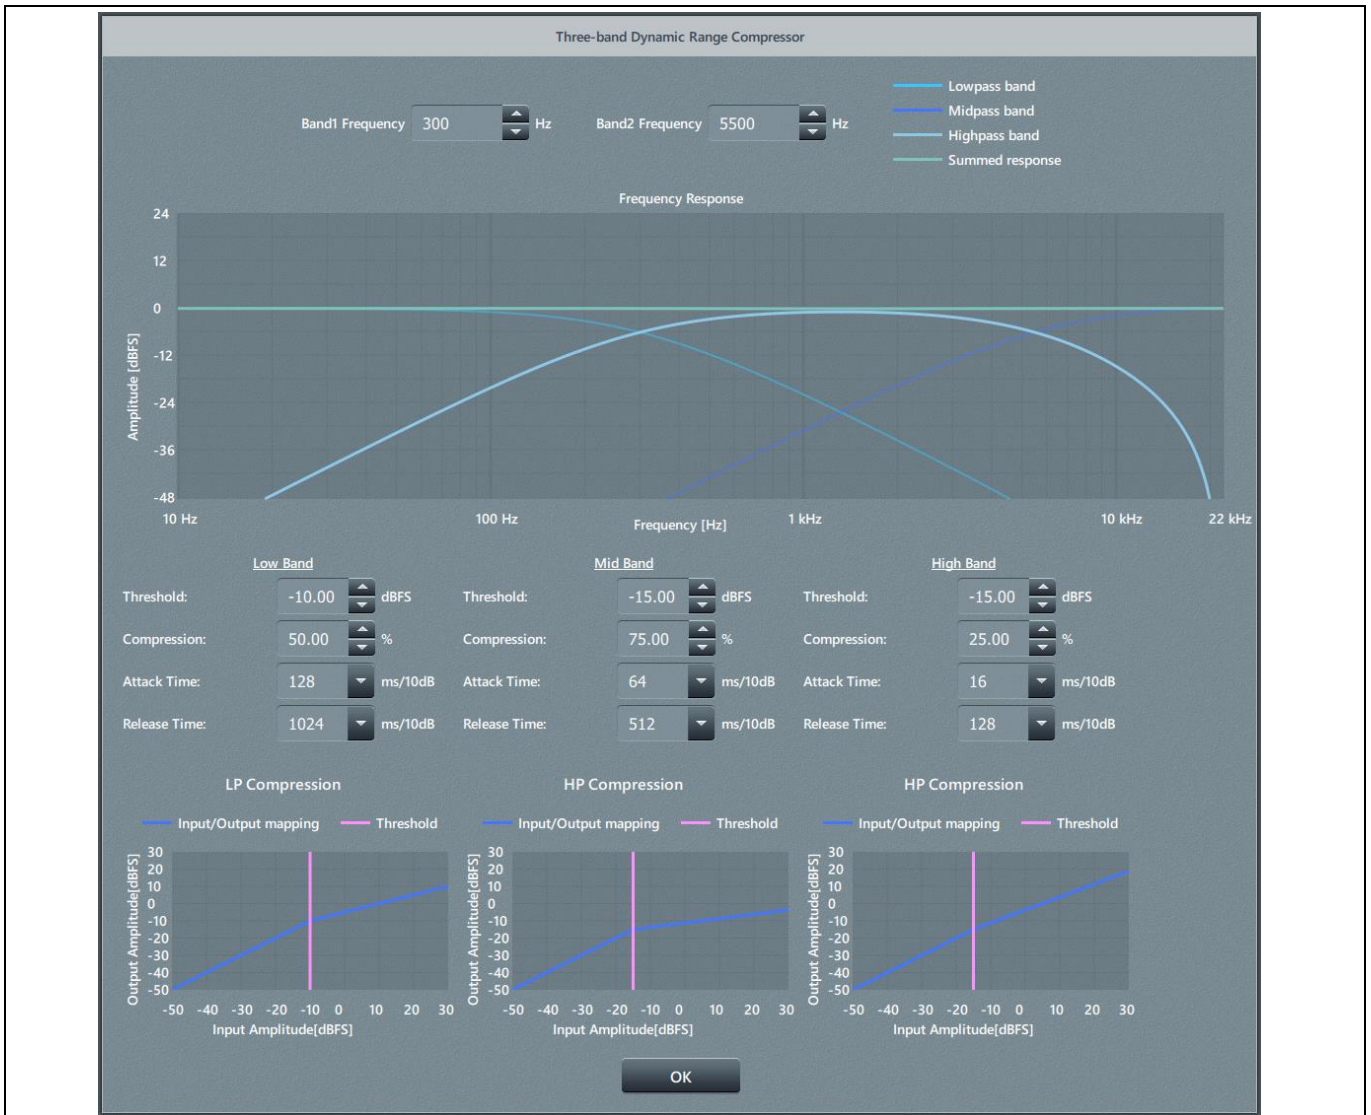 Three-band Dynamic Range Compressor
Lowpass band
Midpass band
Highpass band
Summed response
Band1 Frequency 300 Hz Band2 Frequency 5500 Hz
Frequency Response
24
12
0
-12
-24
-36
-48
Amplitude [dBFS]
10 Hz 100 Hz 1 kHz 10 kHz 22 kHz
Frequency [Hz]
Low Band Mid Band High Band
Threshold: -10.00 dBFS Threshold: -15.00 dBFS Threshold: -15.00 dBFS
Compression: 50.00 % Compression: 75.00 % Compression: 25.00 %
Attack Time: 128 ms/10dB Attack Time: 64 ms/10dB Attack Time: 16 ms/10dB
Release Time: 1024 ms/10dB Release Time: 512 ms/10dB Release Time: 128 ms/10dB
LP Compression HP Compression HP Compression
Input/Output mapping Threshold Input/Output mapping Threshold Input/Output mapping Threshold
30 30 30
20 20 20
10 10 10
0 0 0
-10 -10 -10
-20 -20 -20
-30 -30 -30
-40 -40 -40
-50 -50 -50
Output Amplitude[dBFS] Output Amplitude[dBFS] Output Amplitude[dBFS]
-50 -40 -30 -20 -10 0 10 20 30 -50 -40 -30 -20 -10 0 10 20 30 -50 -40 -30 -20 -10 0 10 20 30
Input Amplitude[dBFS] Input Amplitude[dBFS] Input Amplitude[dBFS]
OK